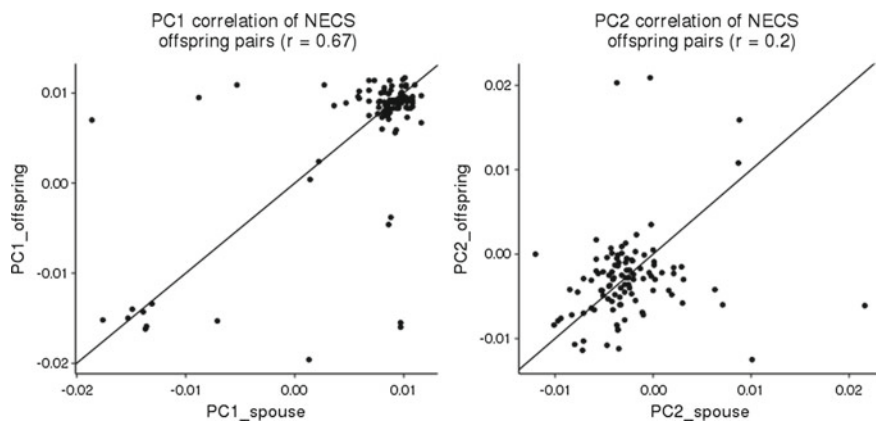 PC1 correlation of NECS
offspring pairs (r = 0.67)
0.01
0.00
-0.01
-0.02
PC1_offspring
-0.02
-0.01
0.00
0.01
PC1_spouse
PC2 correlation of NECS
offspring pairs (r = 0.2)
0.02
0.01
0.00
-0.01
PC2_offspring
-0.01
0.00
0.01
0.02
PC2_spouse